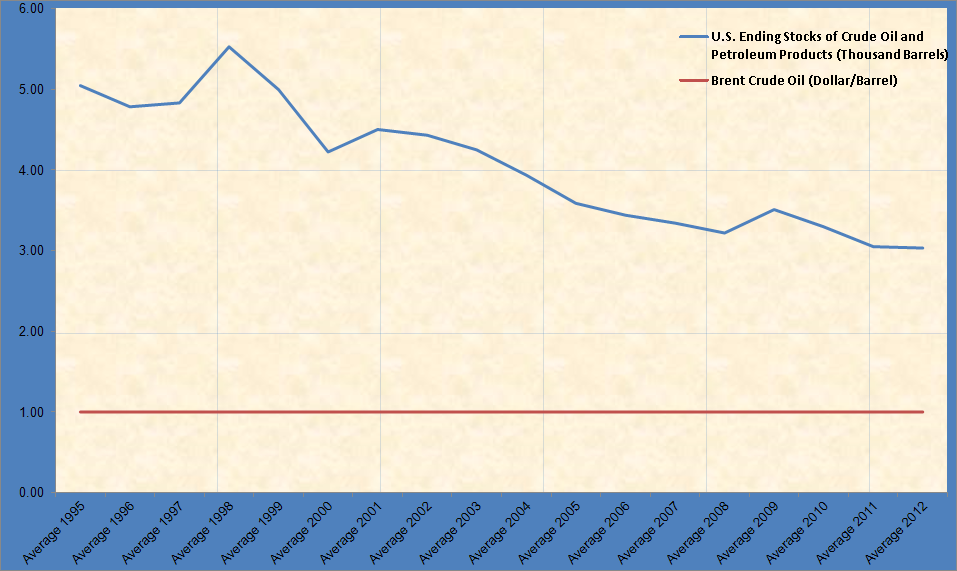 6.00
U.S. Ending Stocks of Crude Oil and
Petroleum Products (Thousand Barrels)
Brent Crude Oil (Dollar/Barrel)
5.00
4.00
3.00
2.00
1.00
0.00
Average 1995
Average 1996
Average 1997
Average 1998
Average 1999
Average 2000
Average 2001
Average 2002
Average 2003
Average 2004
Average 2005
Average 2006
Average 2007
Average 2008
Average 2009
Average 2010
Average 2011
Average 2012